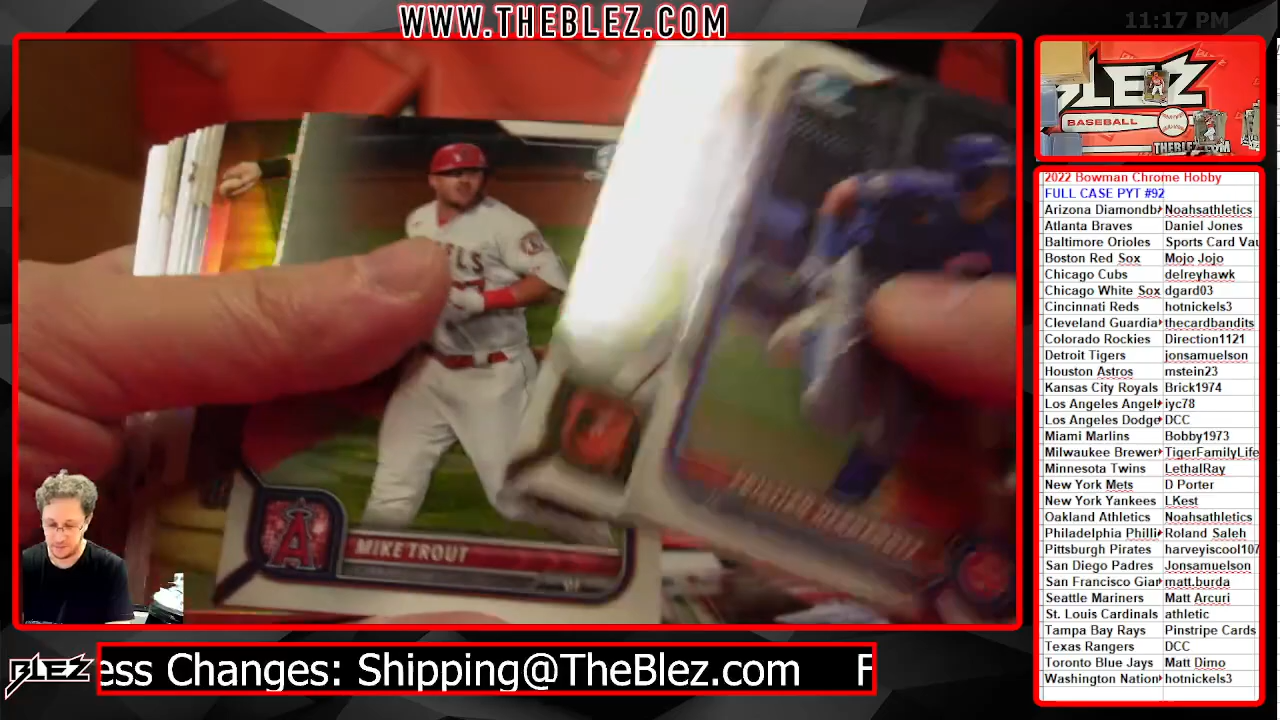 WWW.THEBLEZ.COM
11:17 PM
BLEZ
BASEBALL
THEBLEZ.COM
MIKE TROUT
2022 Bowman Chrome Hobby
FULL CASE PYT #92
Arizona Diamondb Noahsathletics
Atlanta Braves Daniel Jones
Baltimore Orioles Sports Card Vau
Boston Red Sox Mojo Jojo
Chicago Cubs delreyhawk
Chicago White Sox dgard03
Cincinnati Reds hotnickels3
Cleveland Guardia thecardbandits
Colorado Rockies Direction1121
Detroit Tigers jonsamuelson
Houston Astros mstein23
Kansas City Royals Brick1974
Los Angeles Angel iyc78
Los Angeles Dodge DCC
Miami Marlins Bobby1973
Milwaukee Brewer TigerFamilyLife
Minnesota Twins LethalRay
New York Mets D Porter
New York Yankees LKest
Oakland Athletics Noahsathletics
Philadelphia Philli Roland Saleh
Pittsburgh Pirates harveyiscool107
San Diego Padres Jonsamuelson
San Francisco Gia matt.burda
Seattle Mariners Matt Arcuri
St. Louis Cardinals athletic
Tampa Bay Rays Pinstripe Cards
Texas Rangers DCC
Toronto Blue Jays Matt Dimo
Washington Nation hotnickels3
BLEZ
ess Changes: Shipping@TheBlez.com F